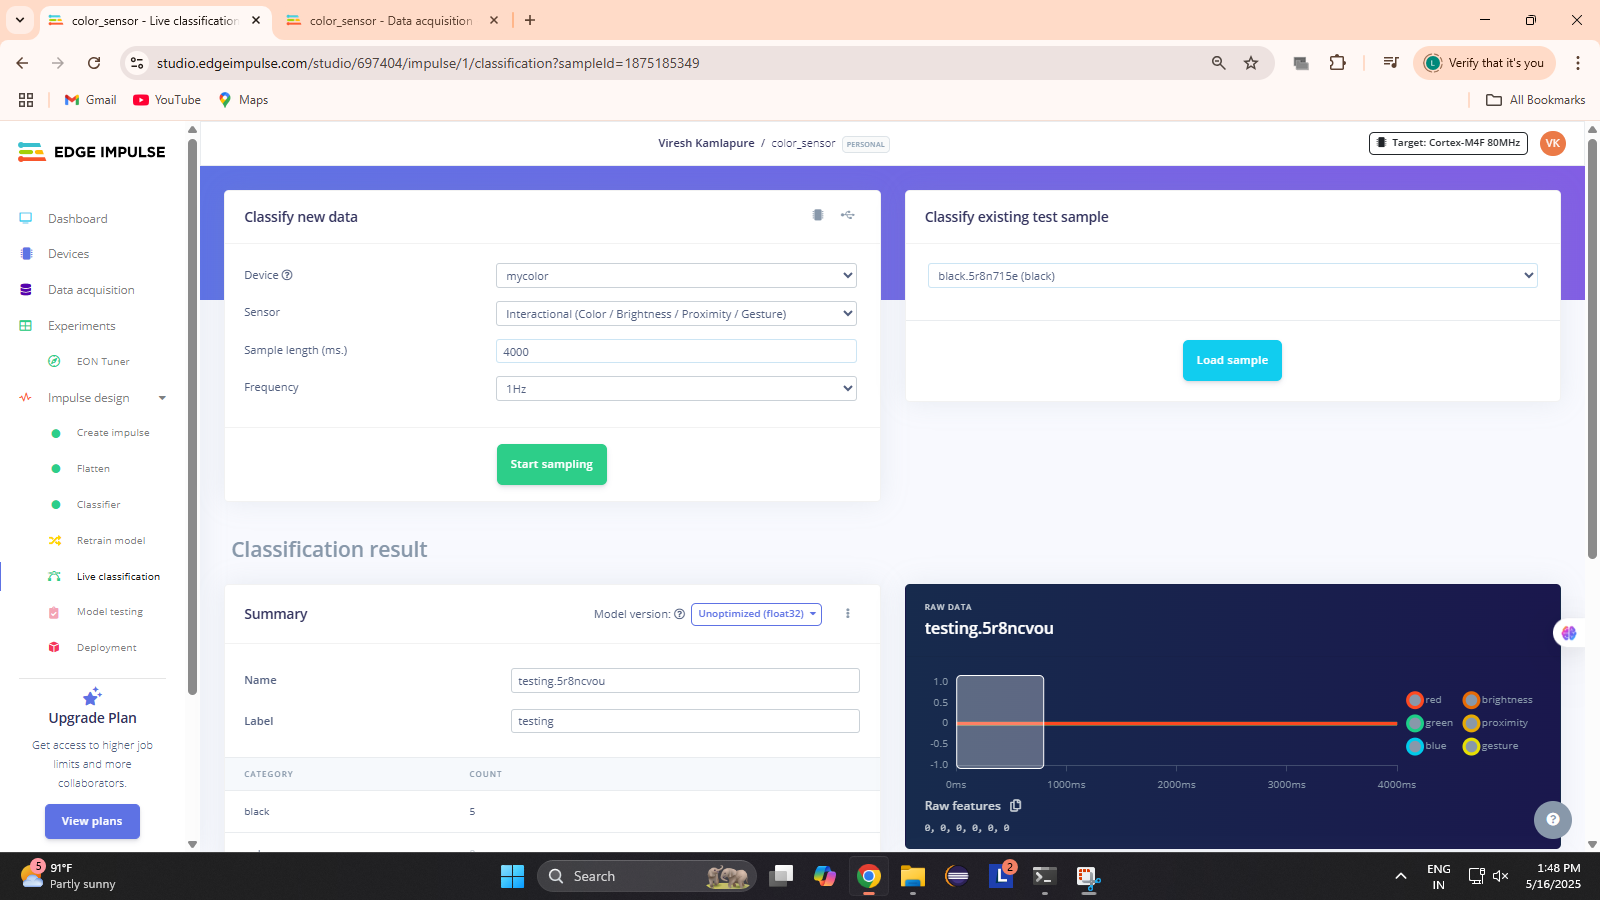 color_sensor - Live classification
color_sensor - Data acquisition
studio.edgeimpulse.com/studio/697404/impulse/1/classification?sampleId=1875185349
Verify that it's you
Gmail
YouTube
Maps
All Bookmarks
EDGE IMPULSE
Viresh Kamlapure / color_sensor PERSONAL
Target: Cortex-M4F 80MHz
VK
Dashboard
Devices
Data acquisition
Experiments
EON Tuner
Impulse design
Create impulse
Flatten
Classifier
Retrain model
Live classification
Model testing
Deployment
Upgrade Plan
Get access to higher job
limits and more
collaborators.
View plans
Classify new data
Device
mycolor
Sensor
Interactional (Color / Brightness / Proximity / Gesture)
Sample length (ms.)
4000
Frequency
1Hz
Start sampling
Classify existing test sample
black.5r8n715e (black)
Load sample
Classification result
Summary
Model version:
Unoptimized (float32)
Name
testing.5r8ncvou
Label
testing
CATEGORY COUNT
black 5
RAW DATA
testing.5r8ncvou
1.0
0.5
0
-0.5
-1.0
0ms 1000ms 2000ms 3000ms 4000ms
red brightness
green proximity
blue gesture
Raw features
0, 0, 0, 0, 0, 0
5
91°F
Partly sunny
Search
L
2
ENG
IN
1:48 PM
5/16/2025